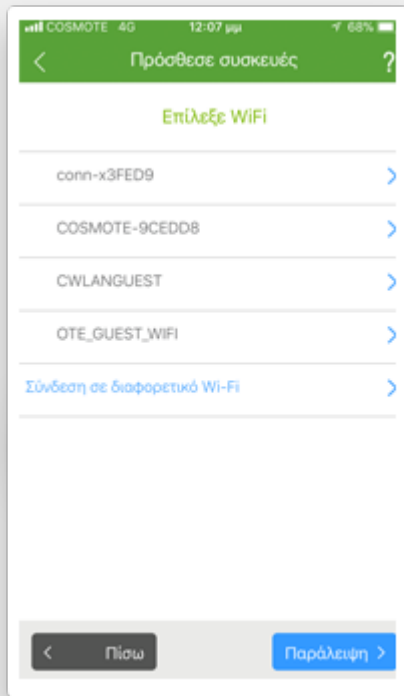 COSMOTE 4G 12:07 μμ 68%
Πρόσθεσε συσκευές ?
Επίλεξε WiFi
conn-x3FED9
COSMOTE-9CEDD8
CWLANGUEST
OTE_GUEST_WIFI
Σύνδεση σε διαφορετικό Wi-Fi
Πίσω Παράλειψη